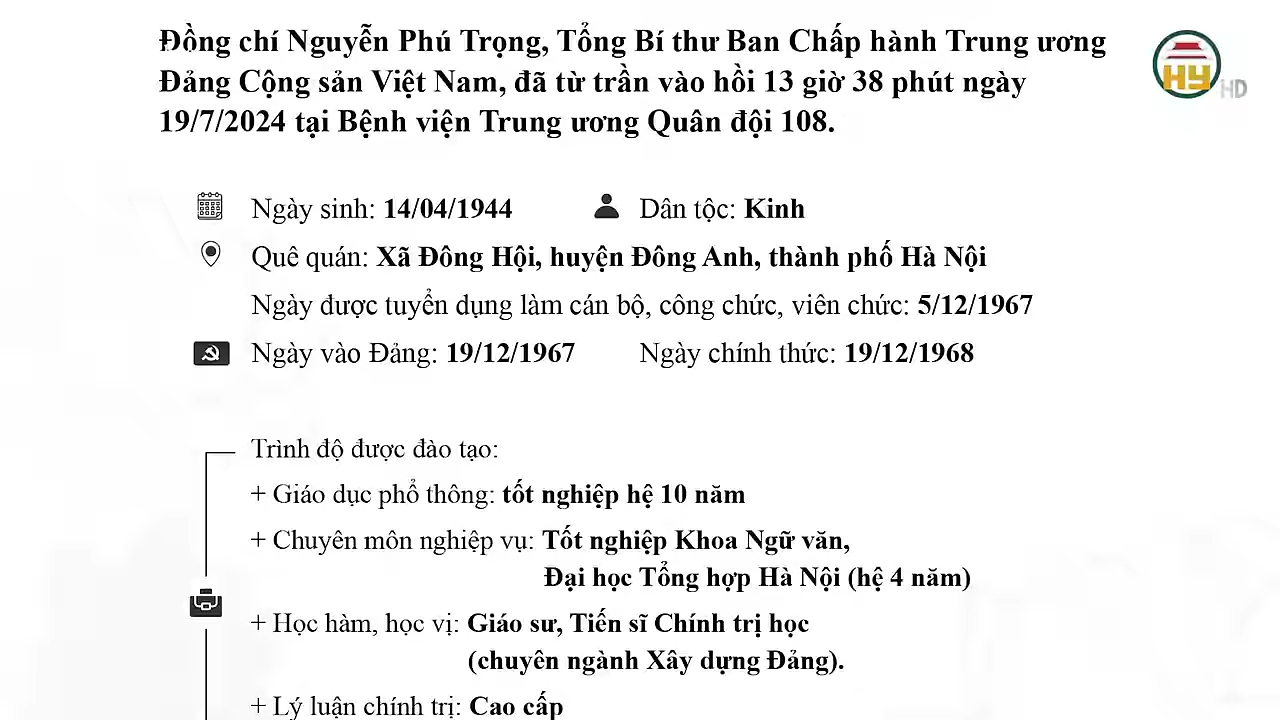 Đồng chí Nguyễn Phú Trọng, Tổng Bí thư Ban Chấp hành Trung ương
Đảng Cộng sản Việt Nam, đã từ trần vào hồi 13 giờ 38 phút ngày
19/7/2024 tại Bệnh viện Trung ương Quân đội 108.
HY HD
Ngày sinh: 14/04/1944 Dân tộc: Kinh
Quê quán: Xã Đông Hội, huyện Đông Anh, thành phố Hà Nội
Ngày được tuyển dụng làm cán bộ, công chức, viên chức: 5/12/1967
Ngày vào Đảng: 19/12/1967 Ngày chính thức: 19/12/1968
Trình độ được đào tạo:
+ Giáo dục phổ thông: tốt nghiệp hệ 10 năm
+ Chuyên môn nghiệp vụ: Tốt nghiệp Khoa Ngữ văn,
Đại học Tổng hợp Hà Nội (hệ 4 năm)
+ Học hàm, học vị: Giáo sư, Tiến sĩ Chính trị học
(chuyên ngành Xây dựng Đảng).
+ Lý luận chính trị: Cao cấp